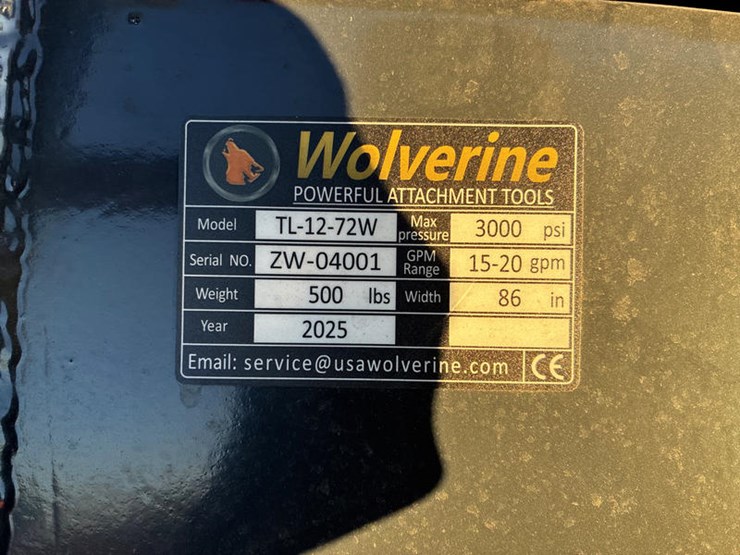 Wolverine
POWERFUL ATTACHMENT TOOLS
Model TL-12-72W Max pressure 3000 psi
Serial NO. ZW-04001 GPM Range 15-20 gpm
Weight 500 lbs Width 86 in
Year 2025
Email: service@usawolverine.com CE